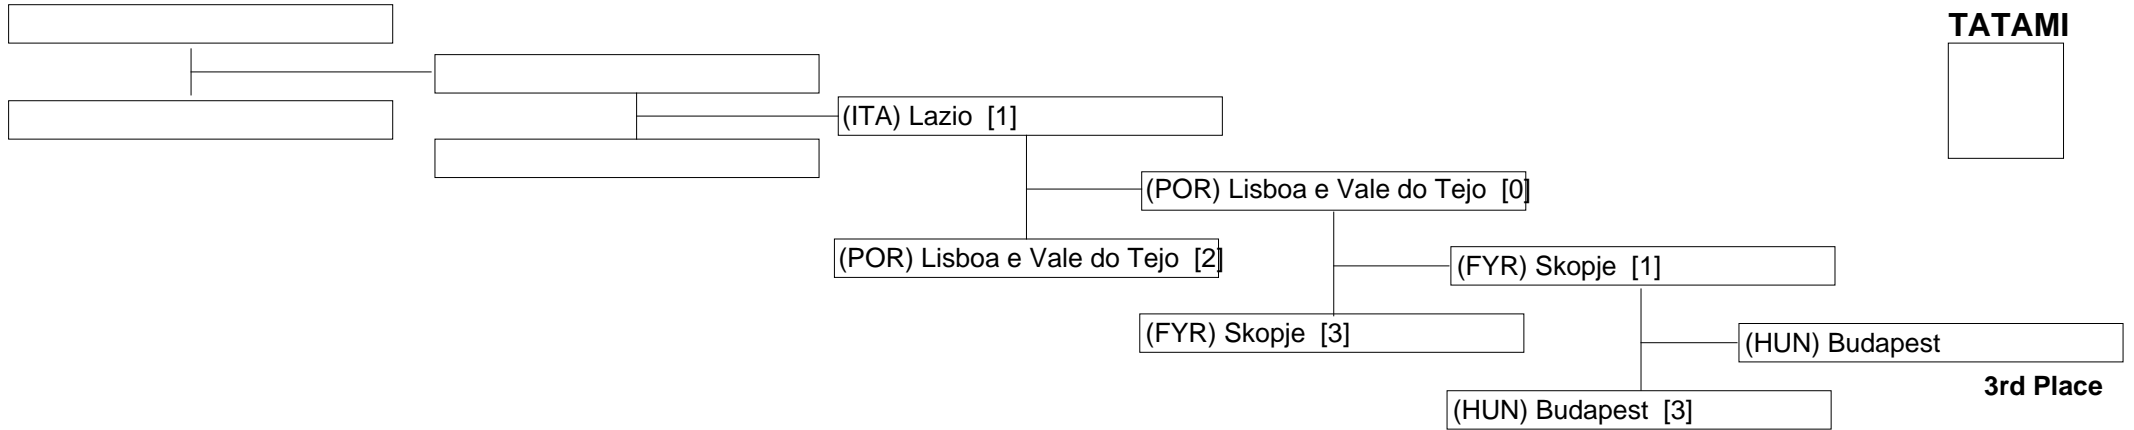 TATAMI
(ITA) Lazio  [1]
(POR) Lisboa e Vale do Tejo  [0]
(POR) Lisboa e Vale do Tejo  [2]
(FYR) Skopje  [1]
(FYR) Skopje  [3]
(HUN) Budapest
3rd Place
(HUN) Budapest  [3]